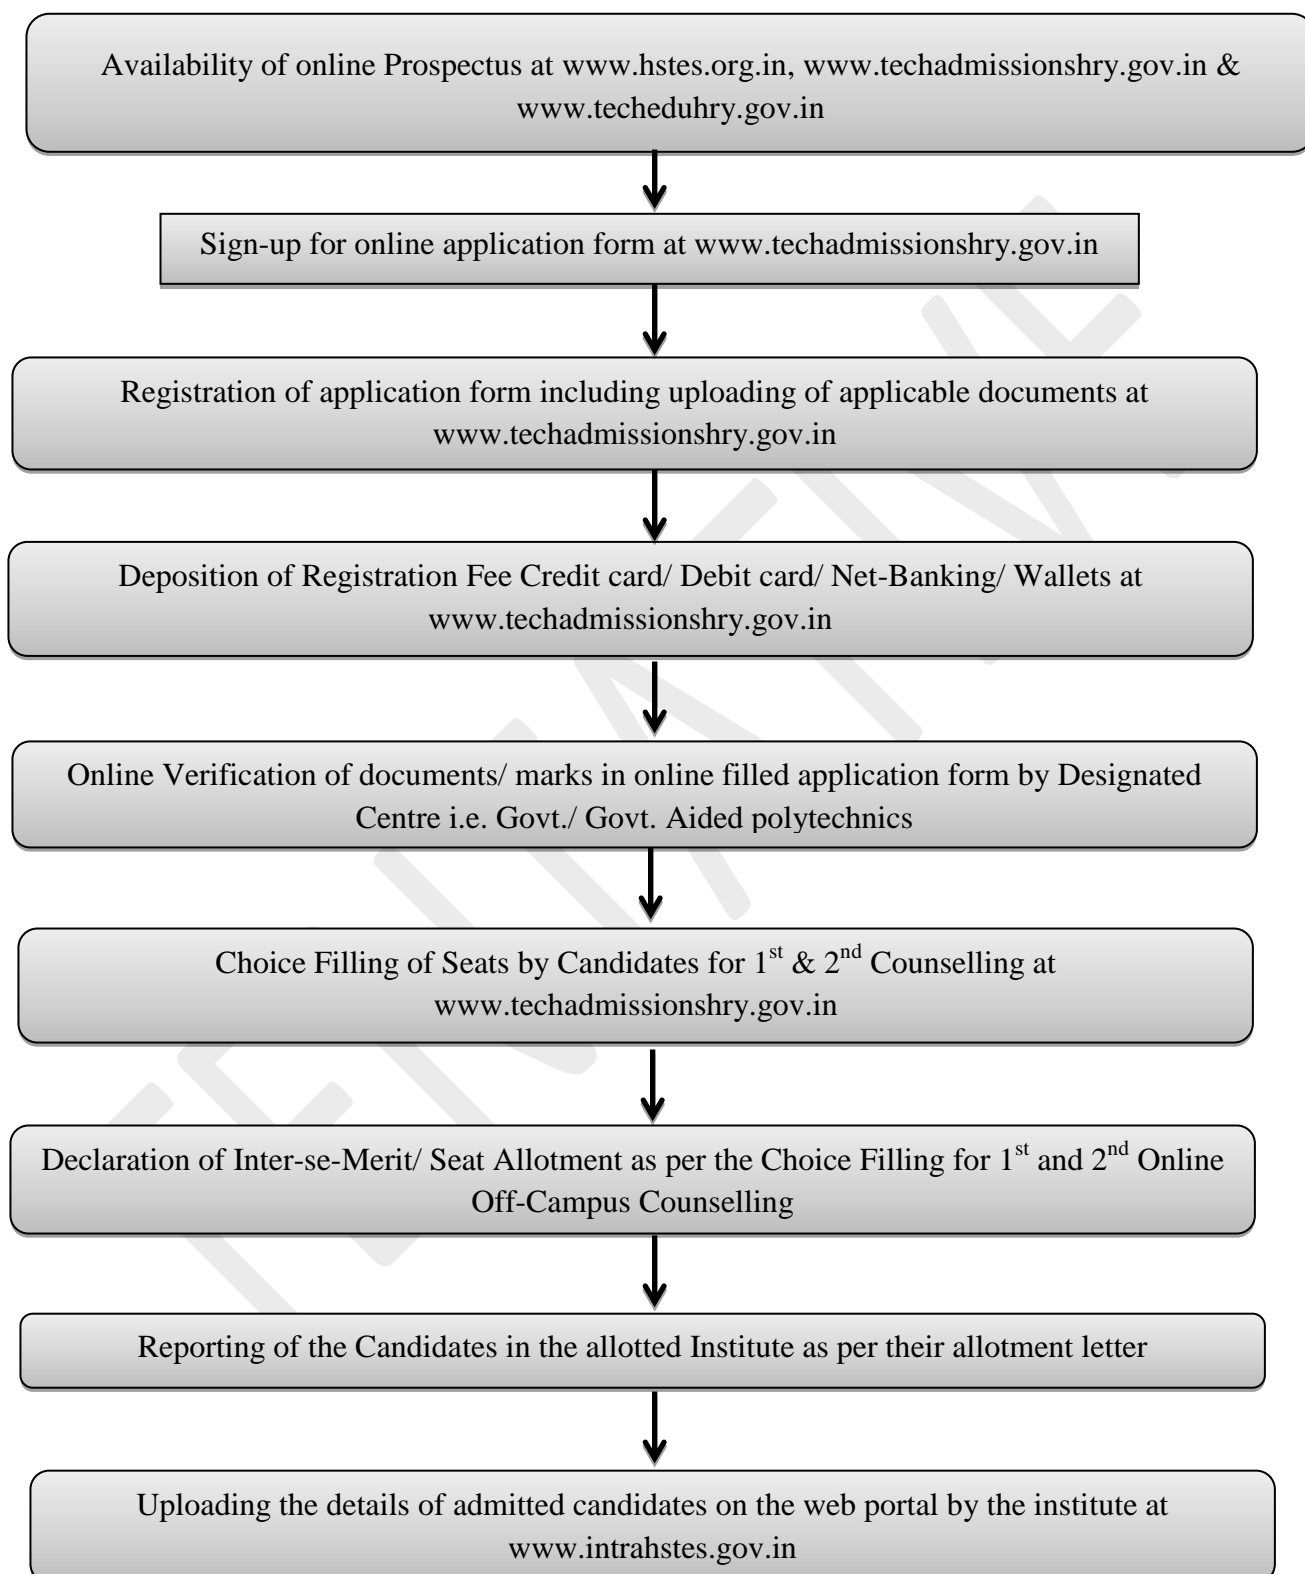 Availability of online Prospectus at www.hstes.org.in, www.techadmissionshry.gov.in &
www.techeduhry.gov.in
Sign-up for online application form at www.techadmissionshry.gov.in
Registration of application form including uploading of applicable documents at
www.techadmissionshry.gov.in
Deposition of Registration Fee Credit card/ Debit card/ Net-Banking/ Wallets at
www.techadmissionshry.gov.in
Online Verification of documents/ marks in online filled application form by Designated
Centre i.e. Govt./ Govt. Aided polytechnics
Choice Filling of Seats by Candidates for 1st & 2nd Counselling at
www.techadmissionshry.gov.in
Declaration of Inter-se-Merit/ Seat Allotment as per the Choice Filling for 1st and 2nd Online
Off-Campus Counselling
Reporting of the Candidates in the allotted Institute as per their allotment letter
Uploading the details of admitted candidates on the web portal by the institute at
www.intrahstes.gov.in
TENTATIVE